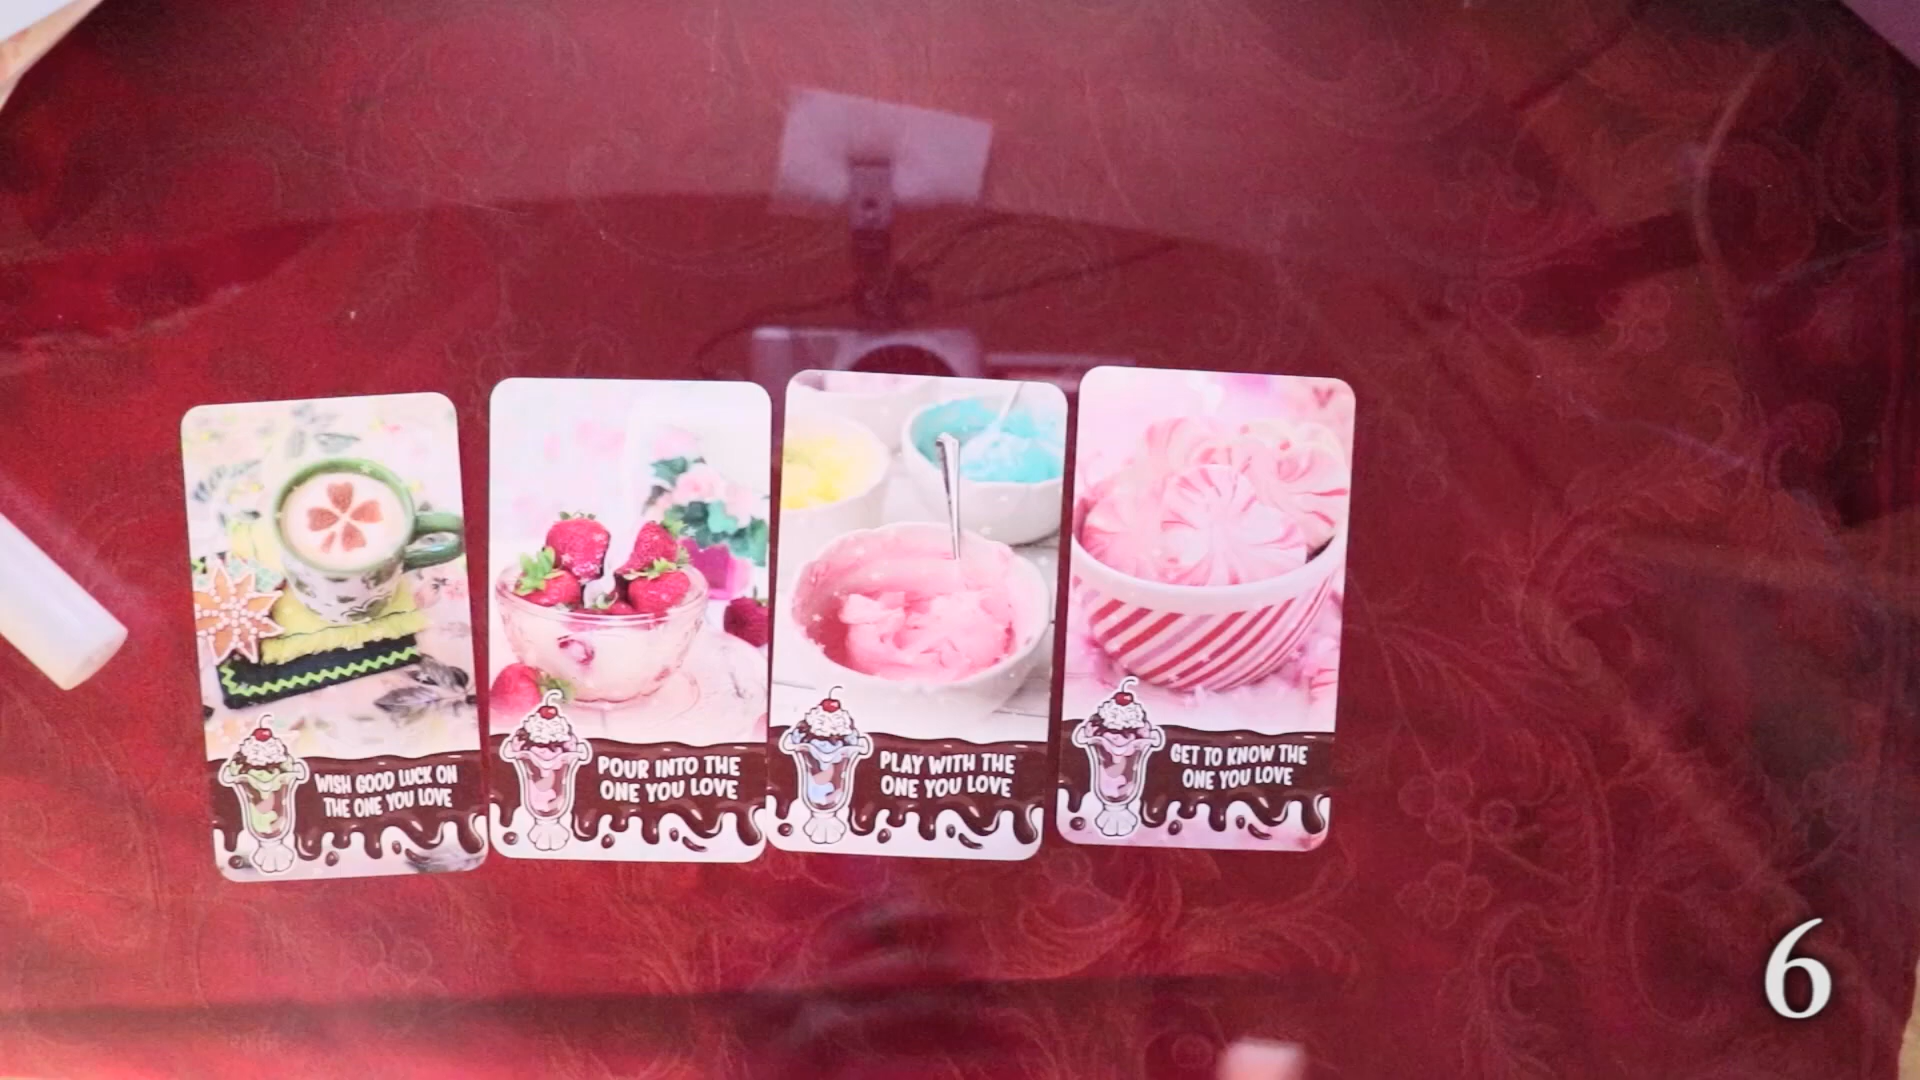 WISH GOOD LUCK ON
THE ONE YOU LOVE
POUR INTO THE
ONE YOU LOVE
PLAY WITH THE
ONE YOU LOVE
GET TO KNOW THE
ONE YOU LOVE
6